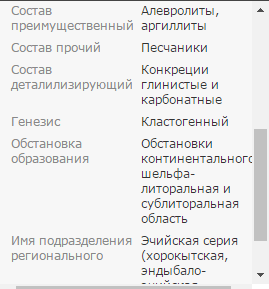 Состав Алевролиты,
преимущественный аргиллиты
Состав прочий Песчаники
Состав Конкреции
детализирующий глинистые и
карбонатные
Генезис Кластогенный
Обстановка Обстановки
образования континентального
шельфа-
литоральная и
сублиторальная
область
Имя подразделения Эчийская серия
регионального (хорокытская,
эндыбало-